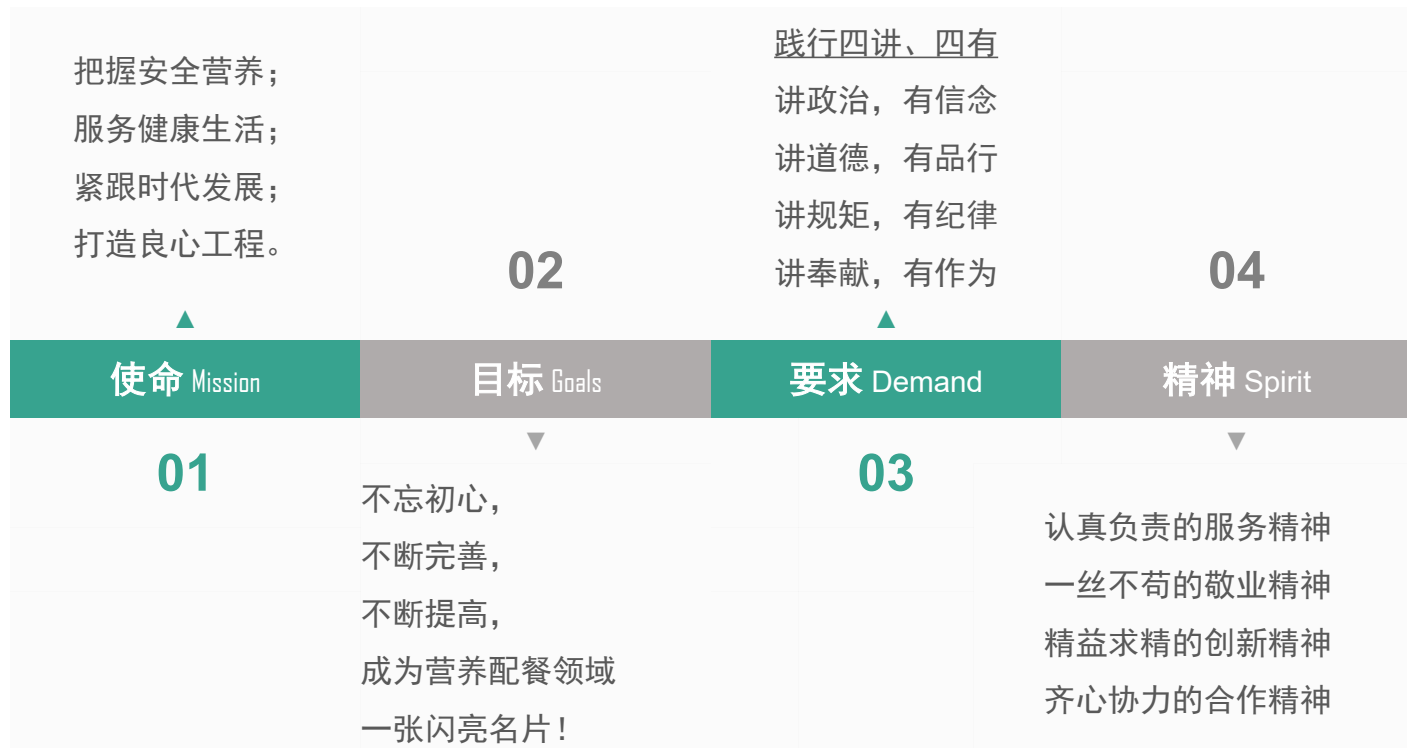 把握安全营养；
服务健康生活；
紧跟时代发展；
打造良心工程。
使命 Mission
01
02
目标 Goals
不忘初心，
不断完善，
不断提高，
成为营养配餐领域
一张闪亮名片！
践行四讲、四有
讲政治，有信念
讲道德，有品行
讲规矩，有纪律
讲奉献，有作为
要求 Demand
03
04
精神 Spirit
认真负责的服务精神
一丝不苟的敬业精神
精益求精的创新精神
齐心协力的合作精神